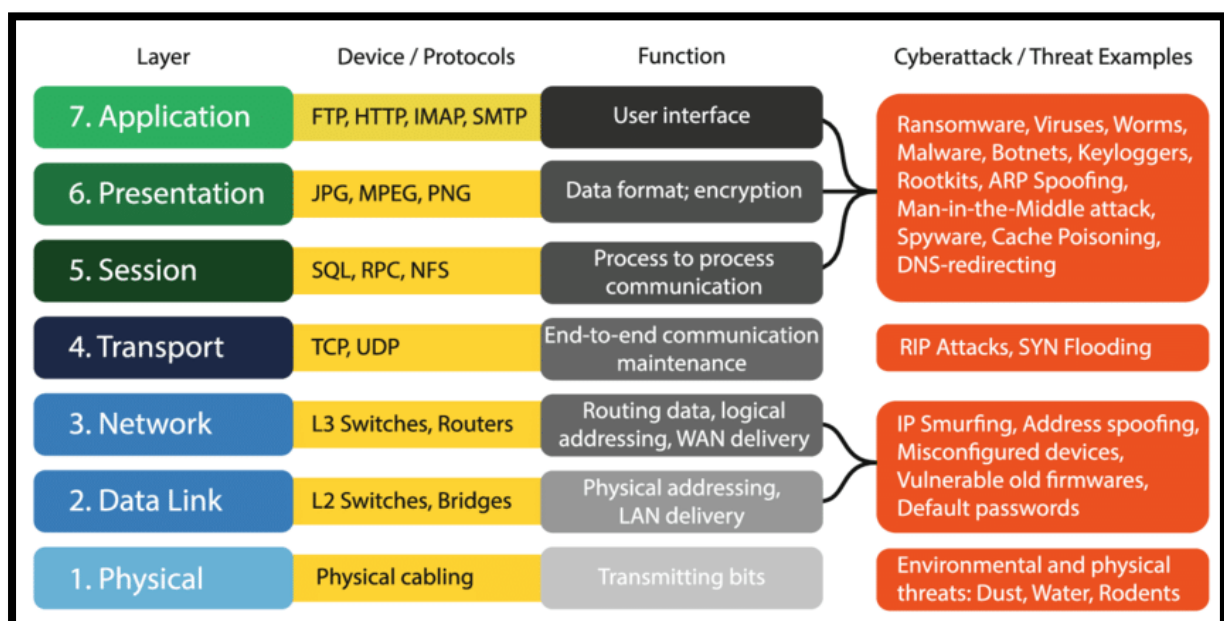 Layer
Device / Protocols
Function
Cyberattack / Threat Examples
7. Application
FTP, HTTP, IMAP, SMTP
User interface
Ransomware, Viruses, Worms,
Malware, Botnets, Keyloggers,
Rootkits, ARP Spoofing,
Man-in-the-Middle attack,
Spyware, Cache Poisoning,
DNS-redirecting
6. Presentation
JPG, MPEG, PNG
Data format; encryption
5. Session
SQL, RPC, NFS
Process to process
communication
4. Transport
TCP, UDP
End-to-end communication
maintenance
RIP Attacks, SYN Flooding
3. Network
L3 Switches, Routers
Routing data, logical
addressing, WAN delivery
IP Smurfing, Address spoofing,
Misconfigured devices,
Vulnerable old firmwares,
Default passwords
2. Data Link
L2 Switches, Bridges
Physical addressing,
LAN delivery
1. Physical
Physical cabling
Transmitting bits
Environmental and physical
threats: Dust, Water, Rodents